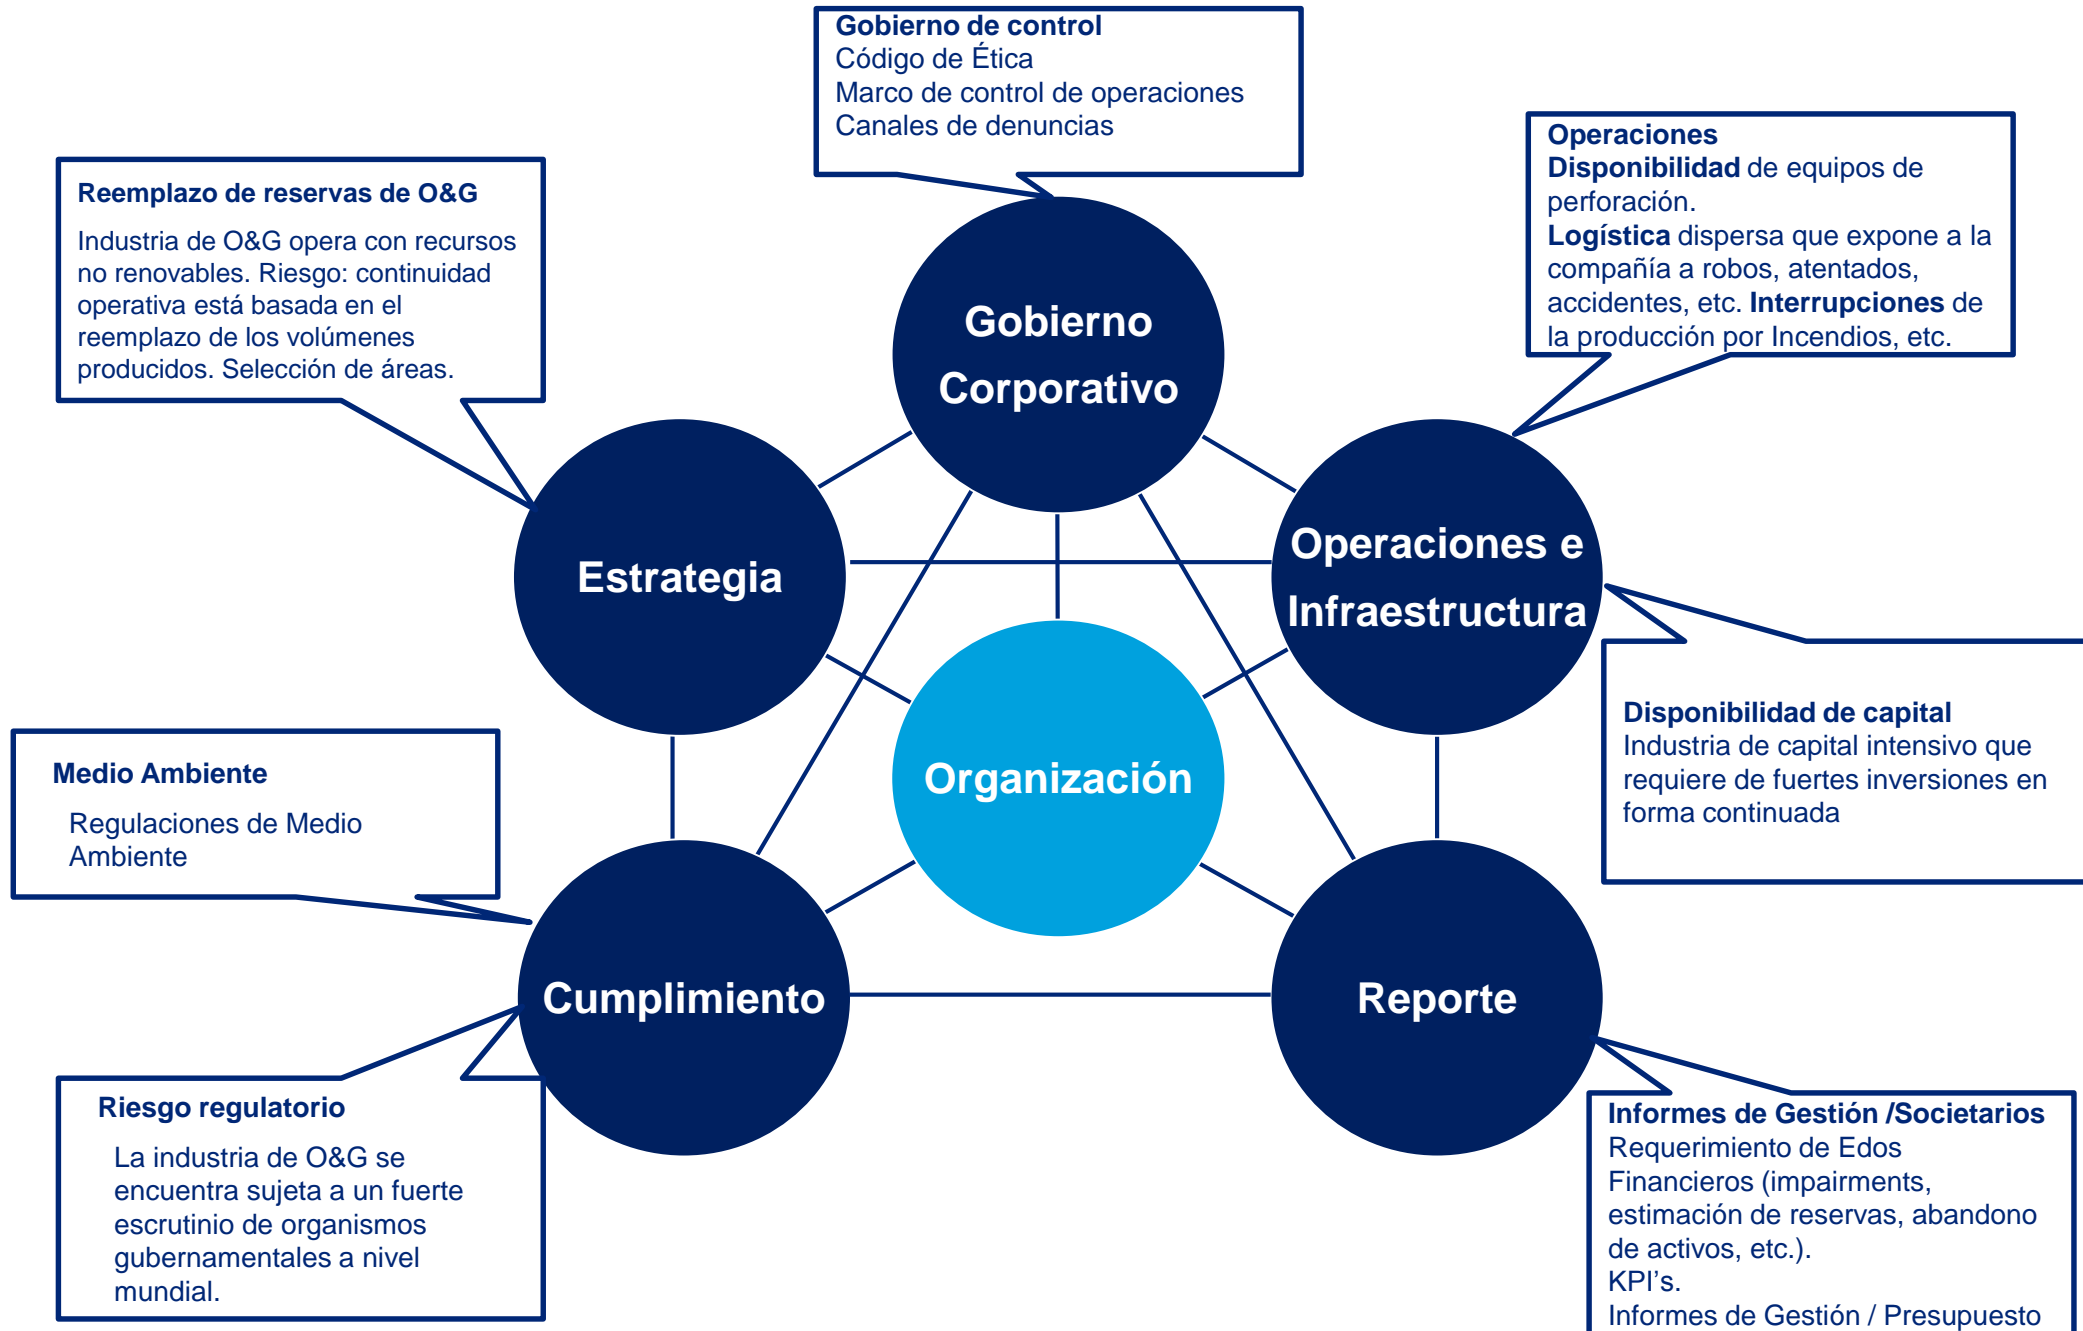 Gobierno de control
Código de Ética
Marco de control de operaciones
Canales de denuncias
Operaciones
Disponibilidad de equipos de
perforación.
Logística dispersa que expone a la
compañía a robos, atentados,
accidentes, etc. Interrupciones de
la producción por Incendios, etc.
Reemplazo de reservas de O&G
Industria de O&G opera con recursos
no renovables. Riesgo: continuidad
operativa está basada en el
reemplazo de los volúmenes
producidos. Selección de áreas.
Gobierno
Corporativo
Estrategia
Operaciones e
Infraestructura
Organización
Disponibilidad de capital
Industria de capital intensivo que
requiere de fuertes inversiones en
forma continuada
Medio Ambiente
Regulaciones de Medio
Ambiente
Cumplimiento
Reporte
Riesgo regulatorio
La industria de O&G se
encuentra sujeta a un fuerte
escrutinio de organismos
gubernamentales a nivel
mundial.
Informes de Gestión /Societarios
Requerimiento de Edos
Financieros (impairments,
estimación de reservas, abandono
de activos, etc.).
KPI's.
Informes de Gestión / Presupuesto